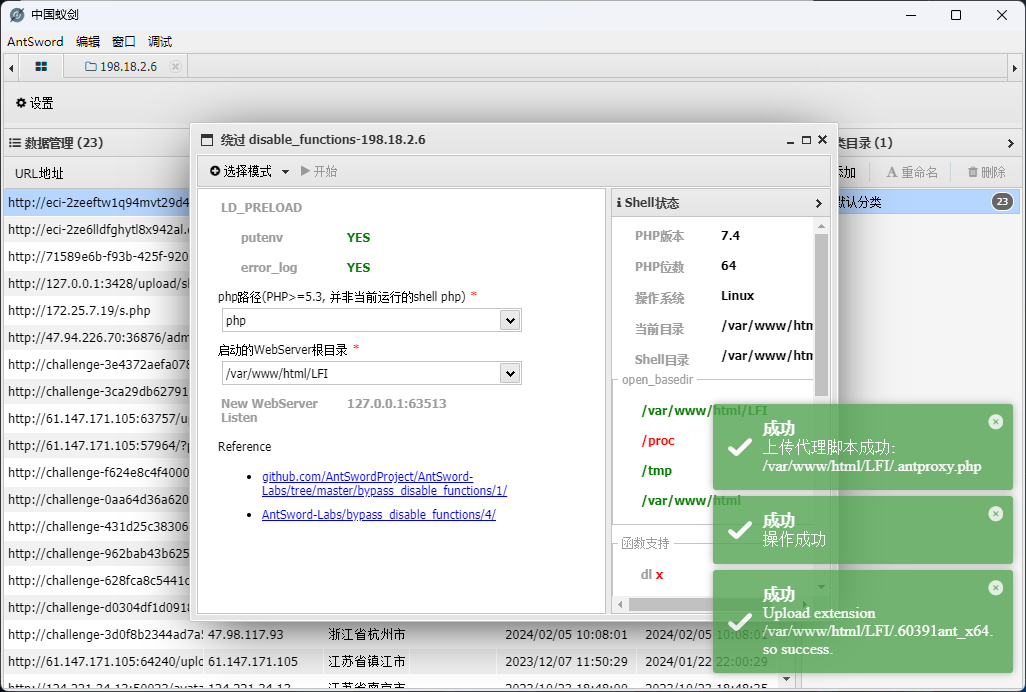 中国蚁剑
AntSword 编辑 窗口 调试
198.18.2.6
设置
数据管理 (23)
URL地址
http://eci-2zeeftw1q94mvt29d4
http://eci-2ze6lldfghytl8x942al.
http://71589e6b-f93b-425f-920
http://127.0.0.1:3428/upload/sl
http://172.25.7.19/s.php
http://47.94.226.70:36876/adm
http://challenge-3e4372aefa078
http://challenge-3ca29db62791
http://61.147.171.105:63757/u
http://61.147.171.105:57964/?p
http://challenge-f624e8c4f4000
http://challenge-0aa64d36a620
http://challenge-431d25c38306
http://challenge-962bab43b625
http://challenge-628fca8c5441c
http://challenge-d0304df1d0918
http://challenge-3d0f8b2344ad7a5 47.98.117.93 浙江省杭州市 2024/02/05 10:08:01 2024/02/05 10:08:01
http://61.147.171.105:64240/uplo 61.147.171.105 江苏省镇江市 2023/12/07 11:50:29 2024/01/22 22:00:29
绕过 disable_functions-198.18.2.6
选择模式 开始
LD_PRELOAD
putenv YES
error_log YES
php路径(PHP>=5.3, 并非当前运行的shell php) *
php
启动的WebServer根目录 *
/var/www/html/LFI
New WebServer
Listen
127.0.0.1:63513
Reference
github.com/AntSwordProject/AntSword-
Labs/tree/master/bypass_disable_functions/1/
AntSword-Labs/bypass_disable_functions/4/
Shell状态
PHP版本 7.4
PHP位数 64
操作系统 Linux
当前目录 /var/www/htm
Shell目录 /var/www/htm
open_basedir
/var/www/html/LFI
/proc
/tmp
/var/www/html
函数支持
dl x
类目录 (1)
添加 重命名 删除
默认分类 23
成功
上传代理脚本成功:
/var/www/html/LFI/.antproxy.php
成功
操作成功
成功
Upload extension
/var/www/html/LFI/.60391ant_x64.
so success.